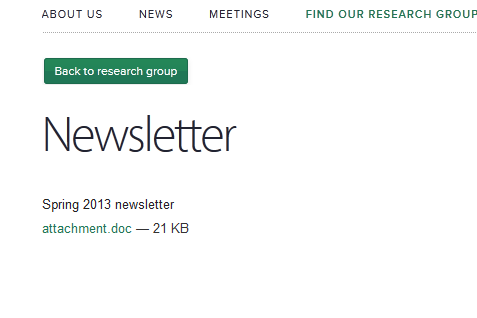 ABOUT US NEWS MEETINGS FIND OUR RESEARCH GROUP
Back to research group
Newsletter
Spring 2013 newsletter
attachment.doc — 21 KB